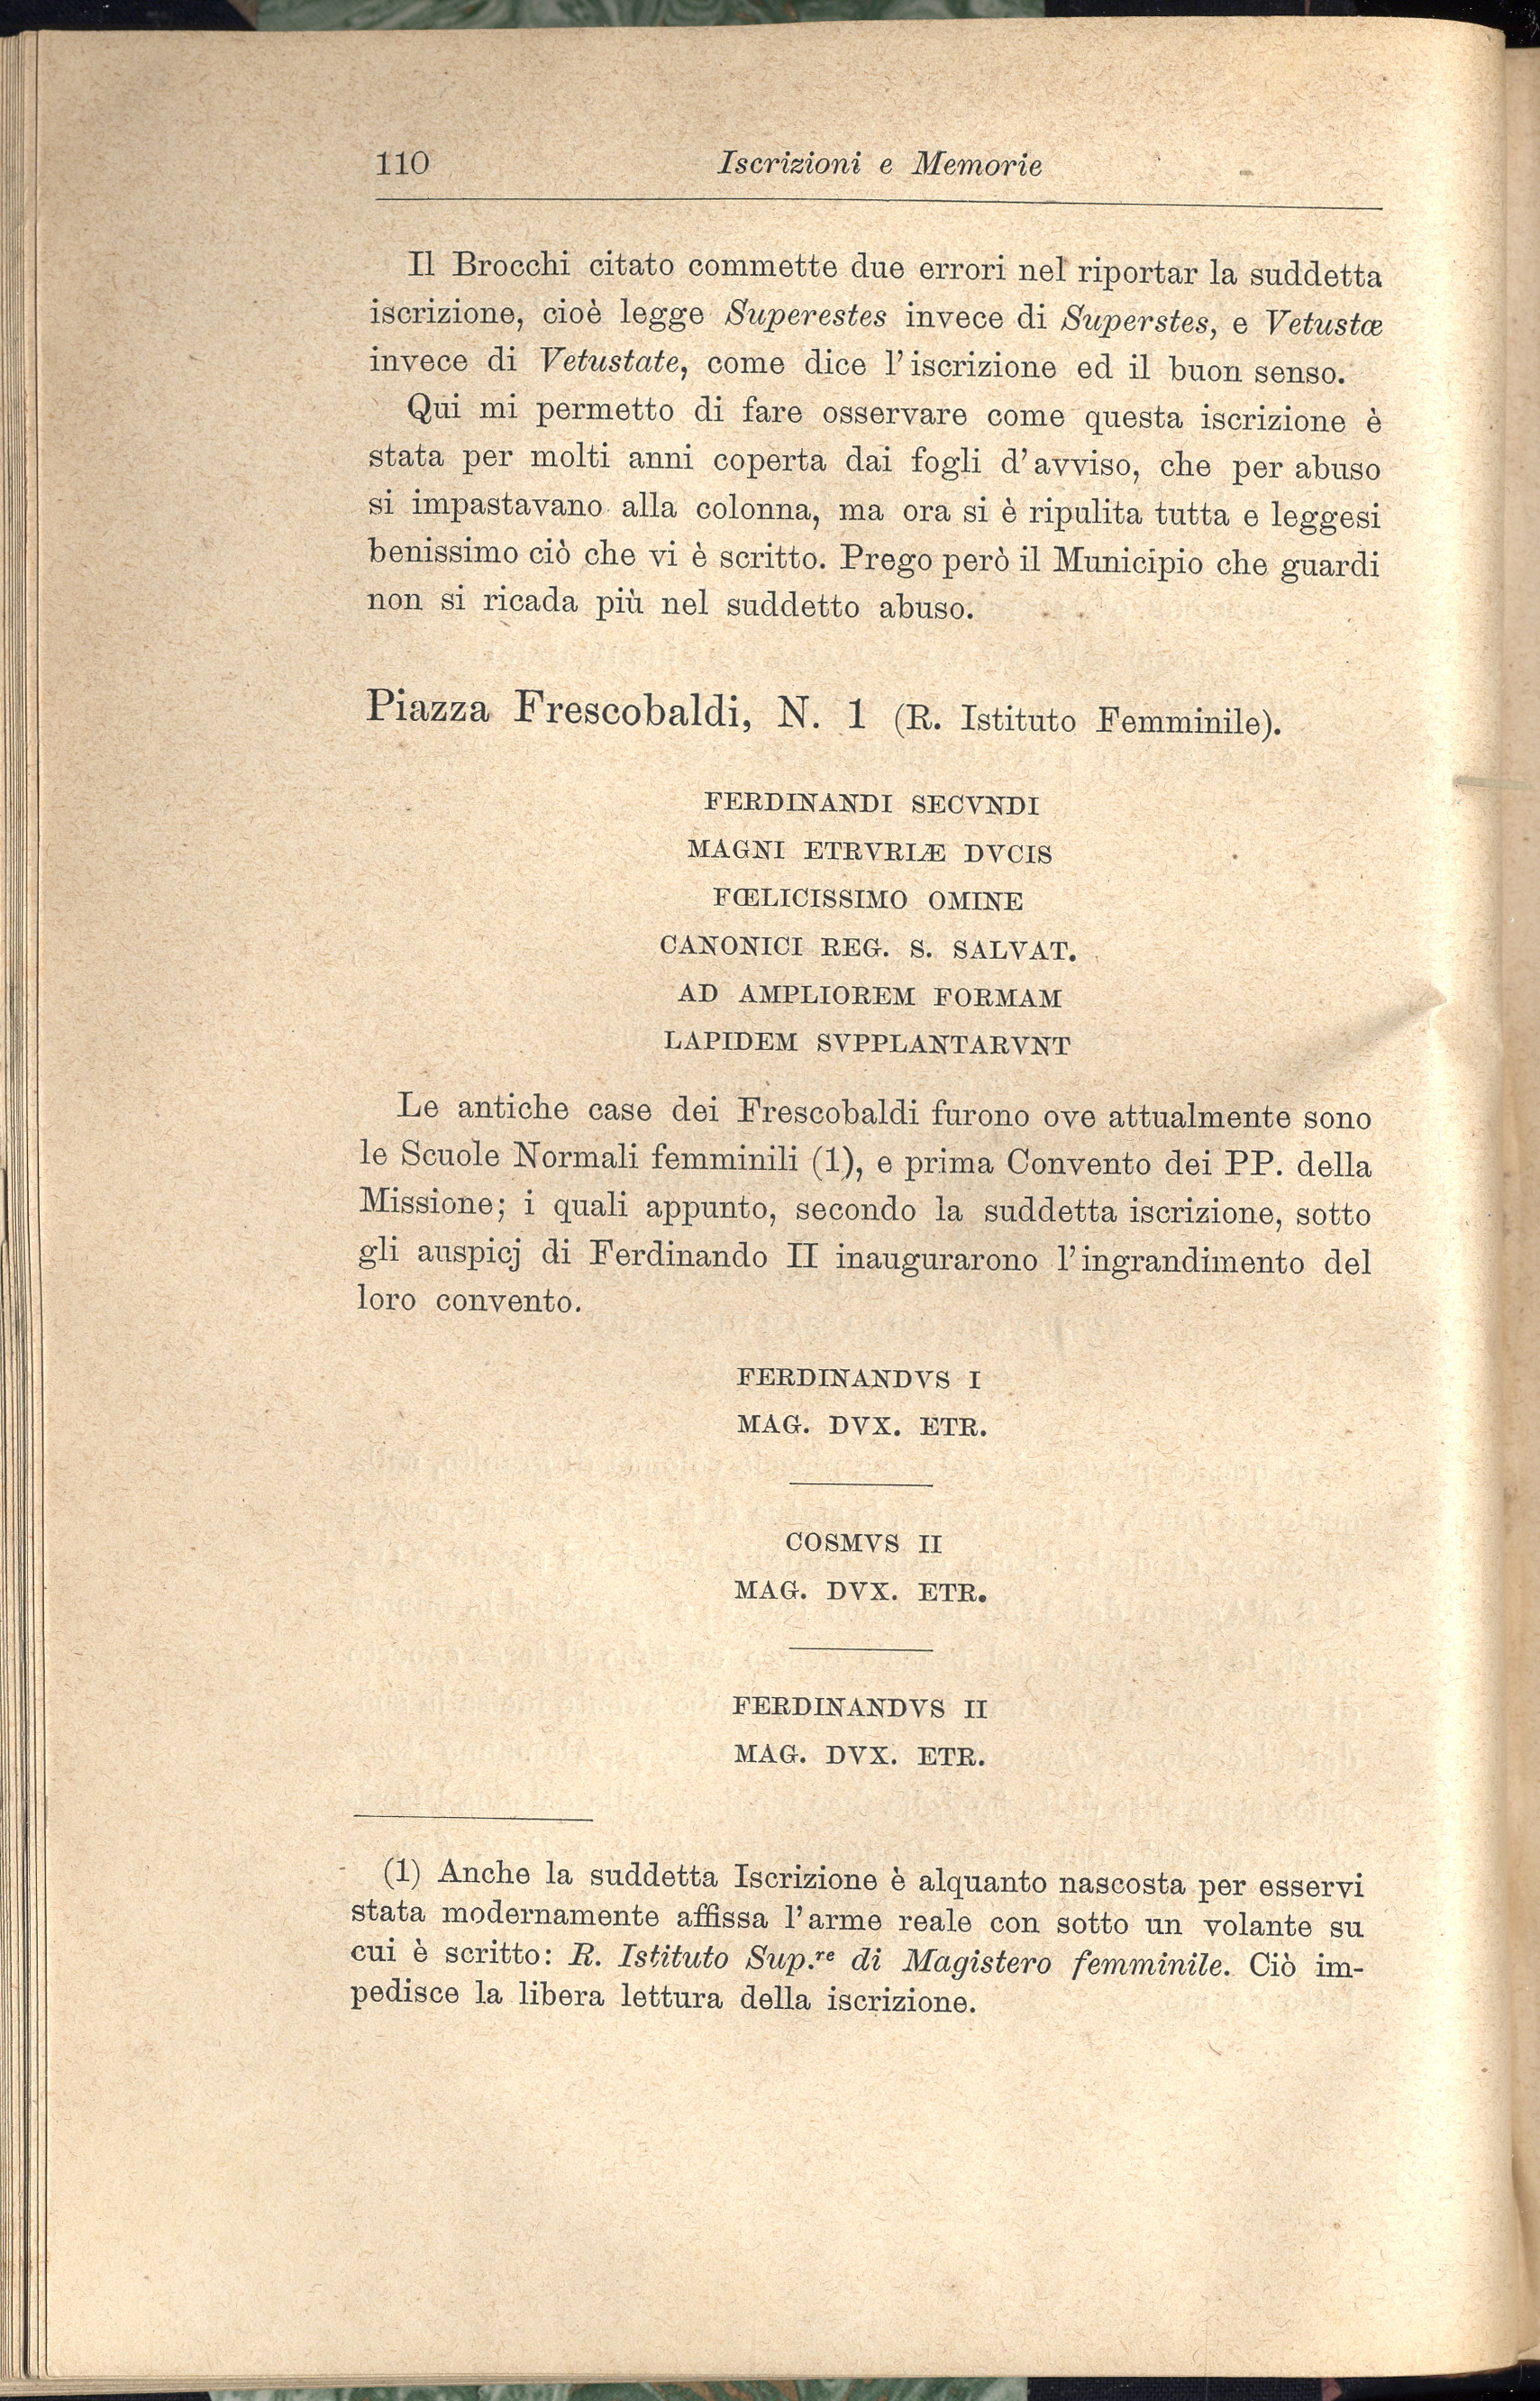 110 Iscrizioni e Memorie
Il Brocchi citato commette due errori nel riportar la suddetta
iscrizione, cioè legge Superestes invece di Superstes, e Vetustæ
invece di Vetustate, come dice l'iscrizione ed il buon senso.
Qui mi permetto di fare osservare come questa iscrizione è
stata per molti anni coperta dai fogli d'avviso, che per abuso
si impastavano alla colonna, ma ora si è ripulita tutta e leggesi
benissimo ciò che vi è scritto. Prego però il Municipio che guardi
non si ricada più nel suddetto abuso.
Piazza Frescobaldi, N. 1 (R. Istituto Femminile).
FERDINANDI SECVNDI
MAGNI ETRVRIÆ DVCIS
FŒLICISSIMO OMINE
CANONICI REG. S. SALVAT.
AD AMPLIOREM FORMAM
LAPIDEM SVPPLANTARVNT
Le antiche case dei Frescobaldi furono ove attualmente sono
le Scuole Normali femminili (1), e prima Convento dei PP. della
Missione; i quali appunto, secondo la suddetta iscrizione, sotto
gli auspicj di Ferdinando II inaugurarono l'ingrandimento del
loro convento.
FERDINANDVS I
MAG. DVX. ETR.
COSMVS II
MAG. DVX. ETR.
FERDINANDVS II
MAG. DVX. ETR.
(1) Anche la suddetta Iscrizione è alquanto nascosta per esservi
stata modernamente affissa l'arme reale con sotto un volante su
cui è scritto: R. Istituto Sup.re di Magistero femminile. Ciò im-
pedisce la libera lettura della iscrizione.